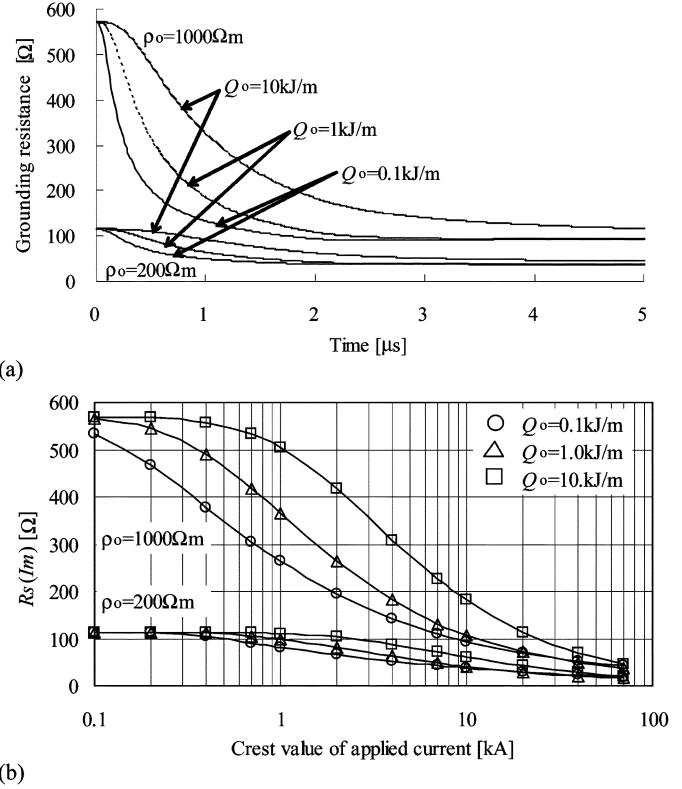 600
500
400
300
200
100
0
Grounding resistance [Ω]
ρo=1000Ωm
Qo=10kJ/m
Qo=1kJ/m
Qo=0.1kJ/m
ρo=200Ωm
0 1 2 3 4 5
Time [μs]
(a)
600
500
400
300
200
100
0
Rs(Im) [Ω]
Qo=0.1kJ/m
Qo=1.0kJ/m
Qo=10.kJ/m
ρo=1000Ωm
ρo=200Ωm
0.1 1 10 100
Crest value of applied current [kA]
(b)